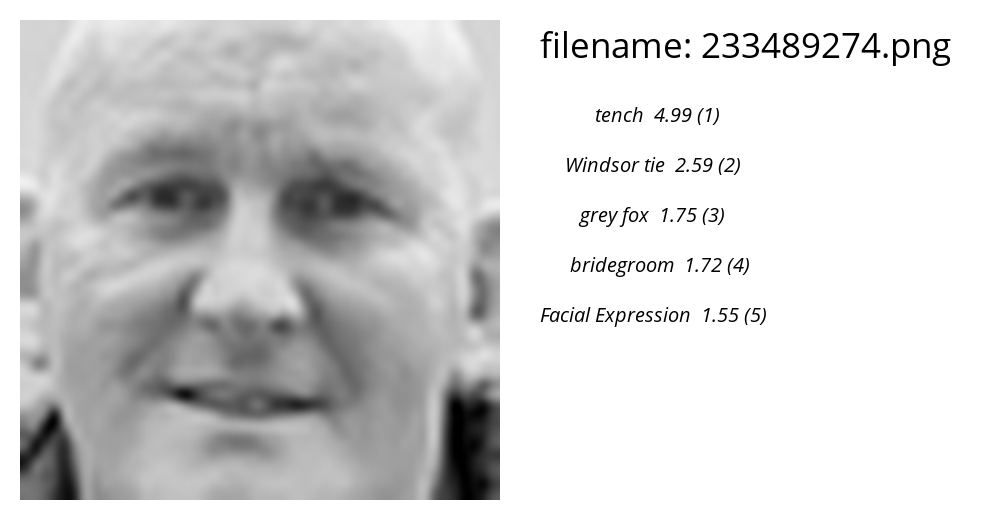 filename: 233489274.png
tench 4.99 (1)
Windsor tie 2.59 (2)
grey fox 1.75 (3)
bridegroom 1.72 (4)
Facial Expression 1.55 (5)